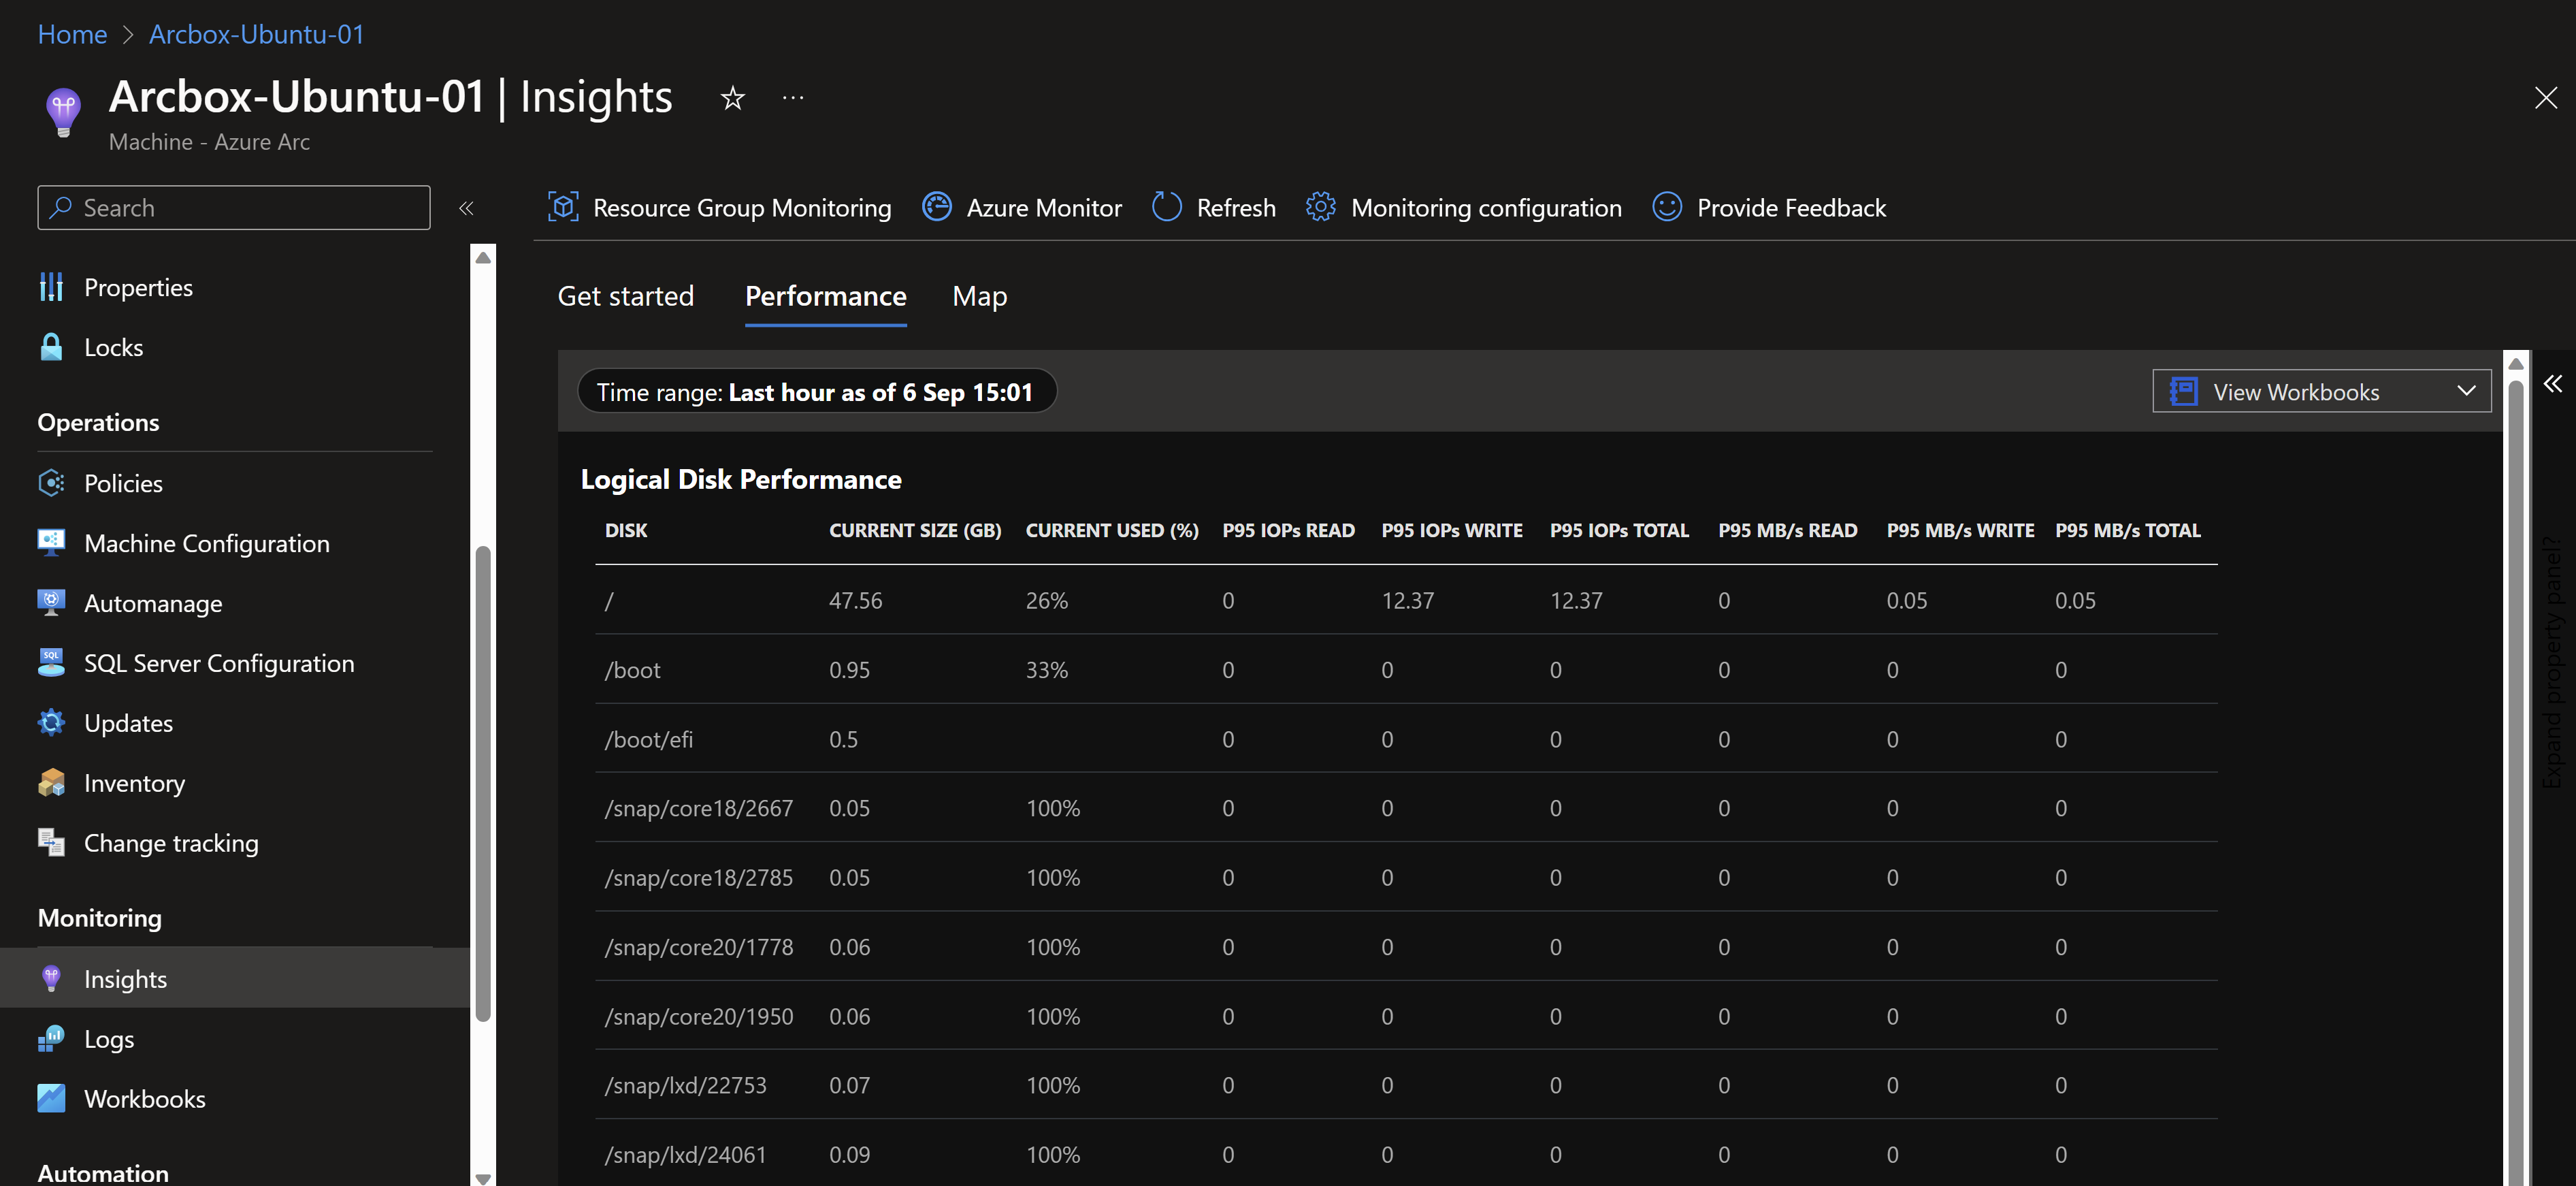 Home > Arcbox-Ubuntu-01
Arcbox-Ubuntu-01 | Insights
Machine - Azure Arc
Search
Properties
Locks
Operations
Policies
Machine Configuration
Automanage
SQL Server Configuration
Updates
Inventory
Change tracking
Monitoring
Insights
Logs
Workbooks
Automation
Resource Group Monitoring Azure Monitor Refresh Monitoring configuration Provide Feedback
Get started Performance Map
Time range: Last hour as of 6 Sep 15:01 View Workbooks
Logical Disk Performance
DISK CURRENT SIZE (GB) CURRENT USED (%) P95 IOPs READ P95 IOPs WRITE P95 IOPs TOTAL P95 MB/s READ P95 MB/s WRITE P95 MB/s TOTAL
/ 47.56 26% 0 12.37 12.37 0 0.05 0.05
/boot 0.95 33% 0 0 0 0 0 0
/boot/efi 0.5 0 0 0 0 0 0
/snap/core18/2667 0.05 100% 0 0 0 0 0 0
/snap/core18/2785 0.05 100% 0 0 0 0 0 0
/snap/core20/1778 0.06 100% 0 0 0 0 0 0
/snap/core20/1950 0.06 100% 0 0 0 0 0 0
/snap/lxd/22753 0.07 100% 0 0 0 0 0 0
/snap/lxd/24061 0.09 100% 0 0 0 0 0 0
Expand property panel?